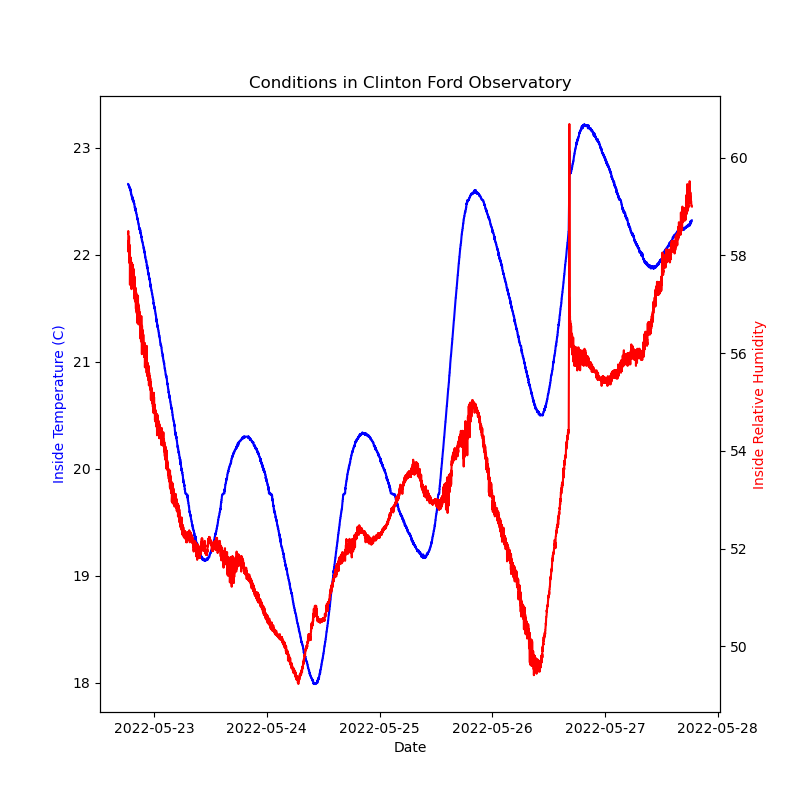 Conditions in Clinton Ford Observatory
23
22
21
20
19
18
Inside Temperature (C)
60
58
56
54
52
50
Inside Relative Humidity
2022-05-23 2022-05-24 2022-05-25 2022-05-26 2022-05-27 2022-05-28
Date